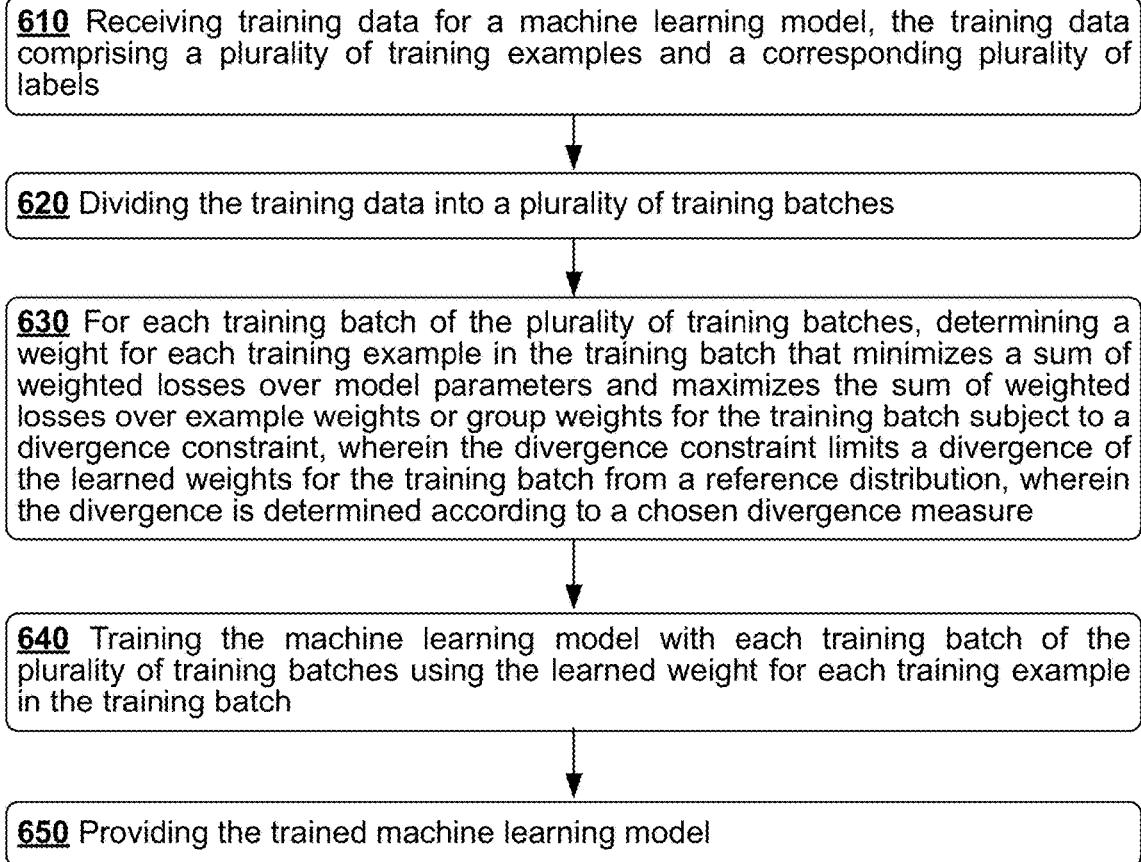 610 Receiving training data for a machine learning model, the training data
comprising a plurality of training examples and a corresponding plurality of
labels
620 Dividing the training data into a plurality of training batches
630 For each training batch of the plurality of training batches, determining a
weight for each training example in the training batch that minimizes a sum of
weighted losses over model parameters and maximizes the sum of weighted
losses over example weights or group weights for the training batch subject to a
divergence constraint, wherein the divergence constraint limits a divergence of
the learned weights for the training batch from a reference distribution, wherein
the divergence is determined according to a chosen divergence measure
640 Training the machine learning model with each training batch of the
plurality of training batches using the learned weight for each training example
in the training batch
650 Providing the trained machine learning model